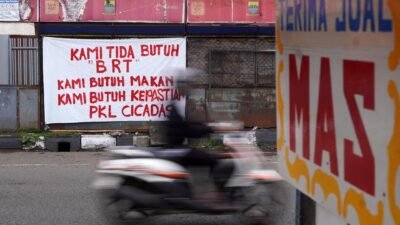 KAMI TIDA BUTUH
"BRT"
KAMI BUTUH MAKAN
KAMI BUTUH KEPASTIAN
PKL CICADAS
TERIMA JUAL
MAS